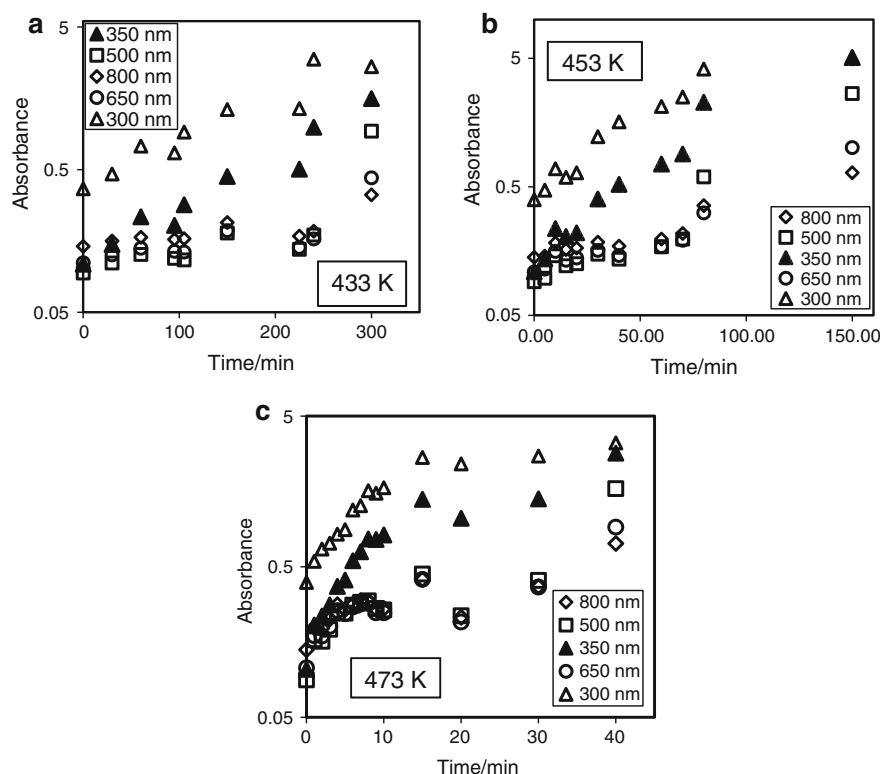 a
350 nm
500 nm
800 nm
650 nm
300 nm
5
0.5
0.05
Absorbance
433 K
0
100
200
300
Time/min
b
453 K
5
0.5
0.05
Absorbance
800 nm
500 nm
350 nm
650 nm
300 nm
0.00
50.00
100.00
150.00
Time/min
c
5
0.5
0.05
Absorbance
473 K
800 nm
500 nm
350 nm
650 nm
300 nm
0
10
20
30
40
Time/min